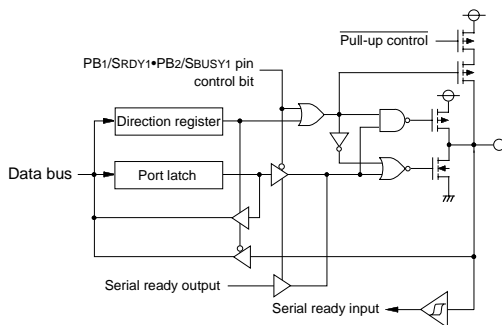 Pull-up control
PB1/SRDY1•PB2/SBUSY1 pin
control bit
Direction register
Data bus
Port latch
Serial ready output
Serial ready input